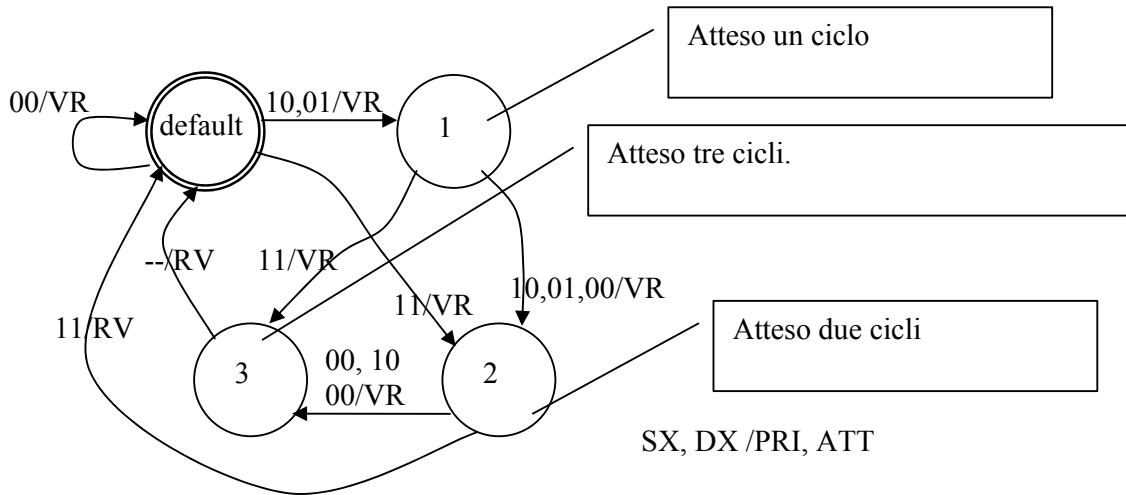 Atteso un ciclo
00/VR
default
10,01/VR
1
Atteso tre cicli.
--/RV
11/VR
11/VR
10,01,00/VR
11/RV
Atteso due cicli
3
00, 10
00/VR
2
SX, DX /PRI, ATT